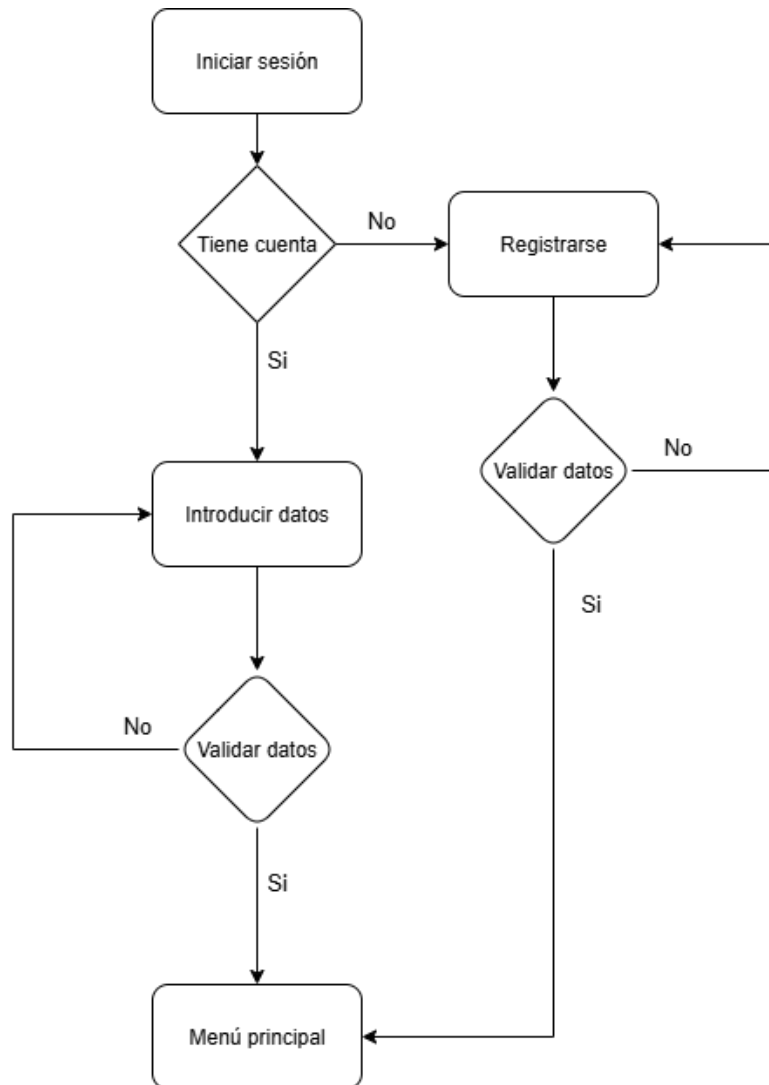 Iniciar sesión
Tiene cuenta
No
Registrarse
Si
Validar datos
No
Introducir datos
Si
No
Validar datos
Si
Menú principal